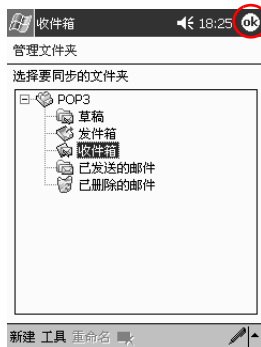 收件箱 18:25 ok
管理文件夹
选择要同步的文件夹
POP3
草稿
发件箱
收件箱
已发送的邮件
已删除的邮件
新建 工具 重命名